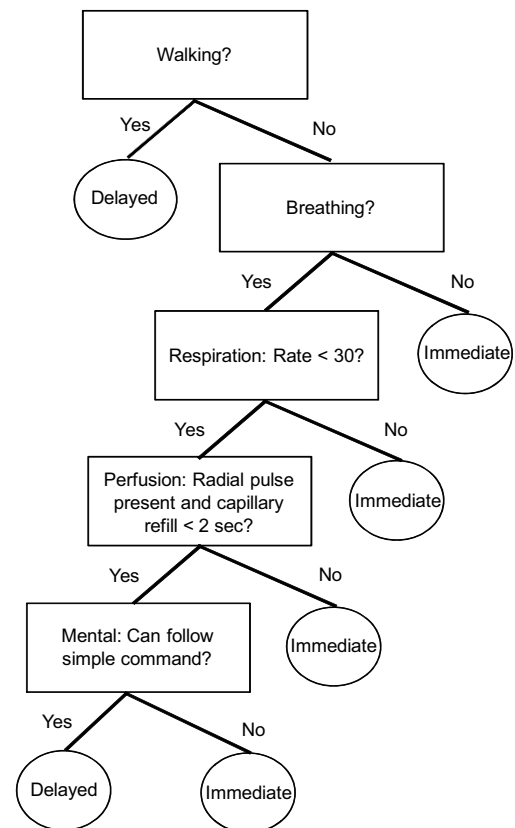 Walking?
Yes
No
Delayed
Breathing?
Yes
No
Respiration: Rate < 30?
Immediate
Yes
No
Perfusion: Radial pulse
present and capillary
refill < 2 sec?
Immediate
Yes
No
Mental: Can follow
simple command?
Immediate
Yes
No
Delayed
Immediate